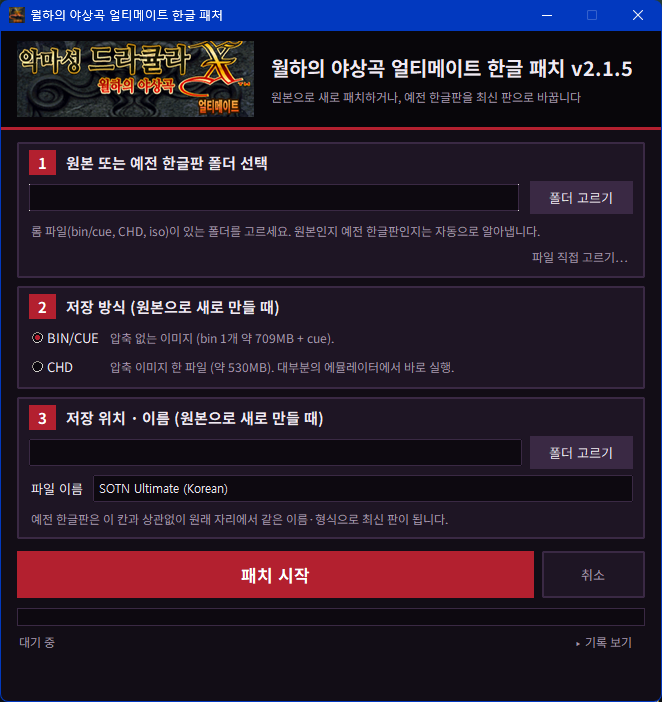 월하의 야상곡 얼티메이트 한글 패처
악마성 드라큘라 X
월하의 야상곡
얼티메이트
월하의 야상곡 얼티메이트 한글 패치 v2.1.5
원본으로 새로 패치하거나, 예전 한글판을 최신 판으로 바꿉니다
1 원본 또는 예전 한글판 폴더 선택
폴더 고르기
롬 파일(bin/cue, CHD, iso)이 있는 폴더를 고르세요. 원본인지 예전 한글판인지는 자동으로 알아냅니다.
파일 직접 고르기...
2 저장 방식 (원본으로 새로 만들 때)
BIN/CUE 압축 없는 이미지 (bin 1개 약 709MB + cue).
CHD 압축 이미지 한 파일 (약 530MB). 대부분의 에뮬레이터에서 바로 실행.
3 저장 위치 · 이름 (원본으로 새로 만들 때)
폴더 고르기
파일 이름 SOTN Ultimate (Korean)
예전 한글판은 이 칸과 상관없이 원래 자리에서 같은 이름·형식으로 최신 판이 됩니다.
패치 시작 취소
대기 중 ▸ 기록 보기